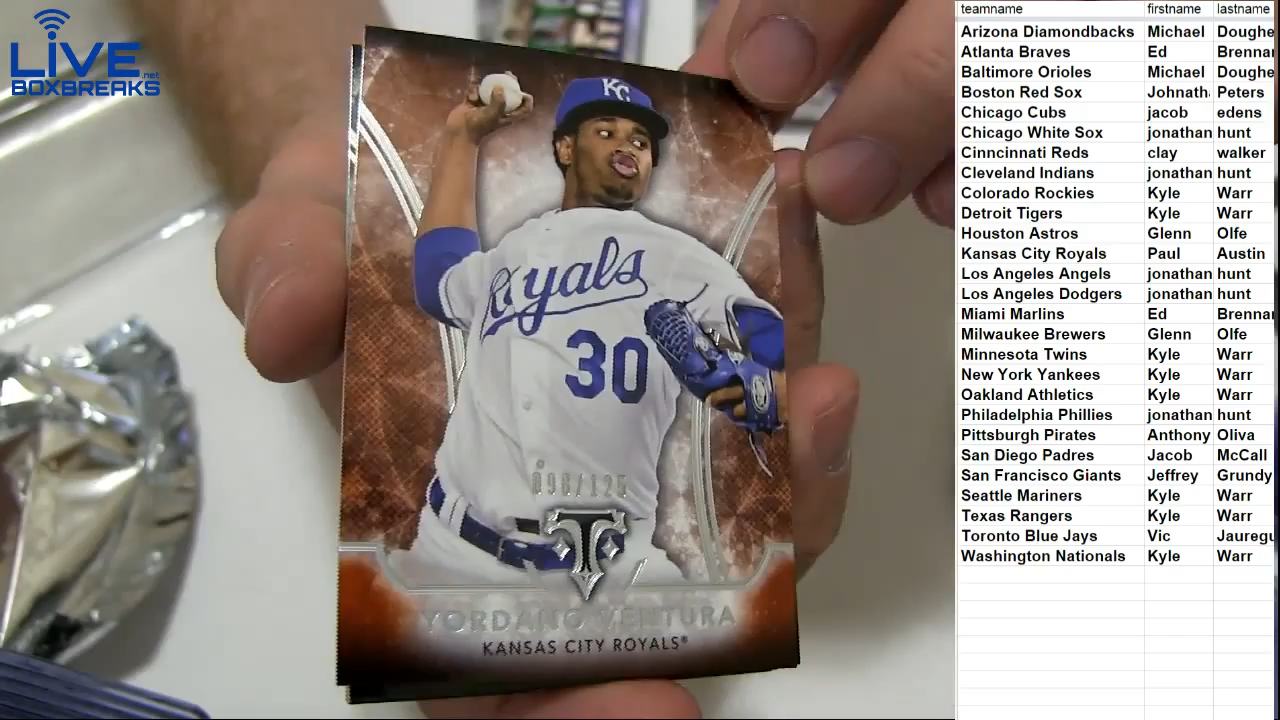 LIVE
.net
BOXBREAKS
KC
Royals
30
098/125
T
YORDANO VENTURA
KANSAS CITY ROYALS®
teamname firstname lastname
Arizona Diamondbacks Michael Doughe
Atlanta Braves Ed Brennar
Baltimore Orioles Michael Doughe
Boston Red Sox Johnath Peters
Chicago Cubs jacob edens
Chicago White Sox jonathan hunt
Cinncinnati Reds clay walker
Cleveland Indians jonathan hunt
Colorado Rockies Kyle Warr
Detroit Tigers Kyle Warr
Houston Astros Glenn Olfe
Kansas City Royals Paul Austin
Los Angeles Angels jonathan hunt
Los Angeles Dodgers jonathan hunt
Miami Marlins Ed Brennar
Milwaukee Brewers Glenn Olfe
Minnesota Twins Kyle Warr
New York Yankees Kyle Warr
Oakland Athletics Kyle Warr
Philadelphia Phillies jonathan hunt
Pittsburgh Pirates Anthony Oliva
San Diego Padres Jacob McCall
San Francisco Giants Jeffrey Grundy
Seattle Mariners Kyle Warr
Texas Rangers Kyle Warr
Toronto Blue Jays Vic Jauregu
Washington Nationals Kyle Warr